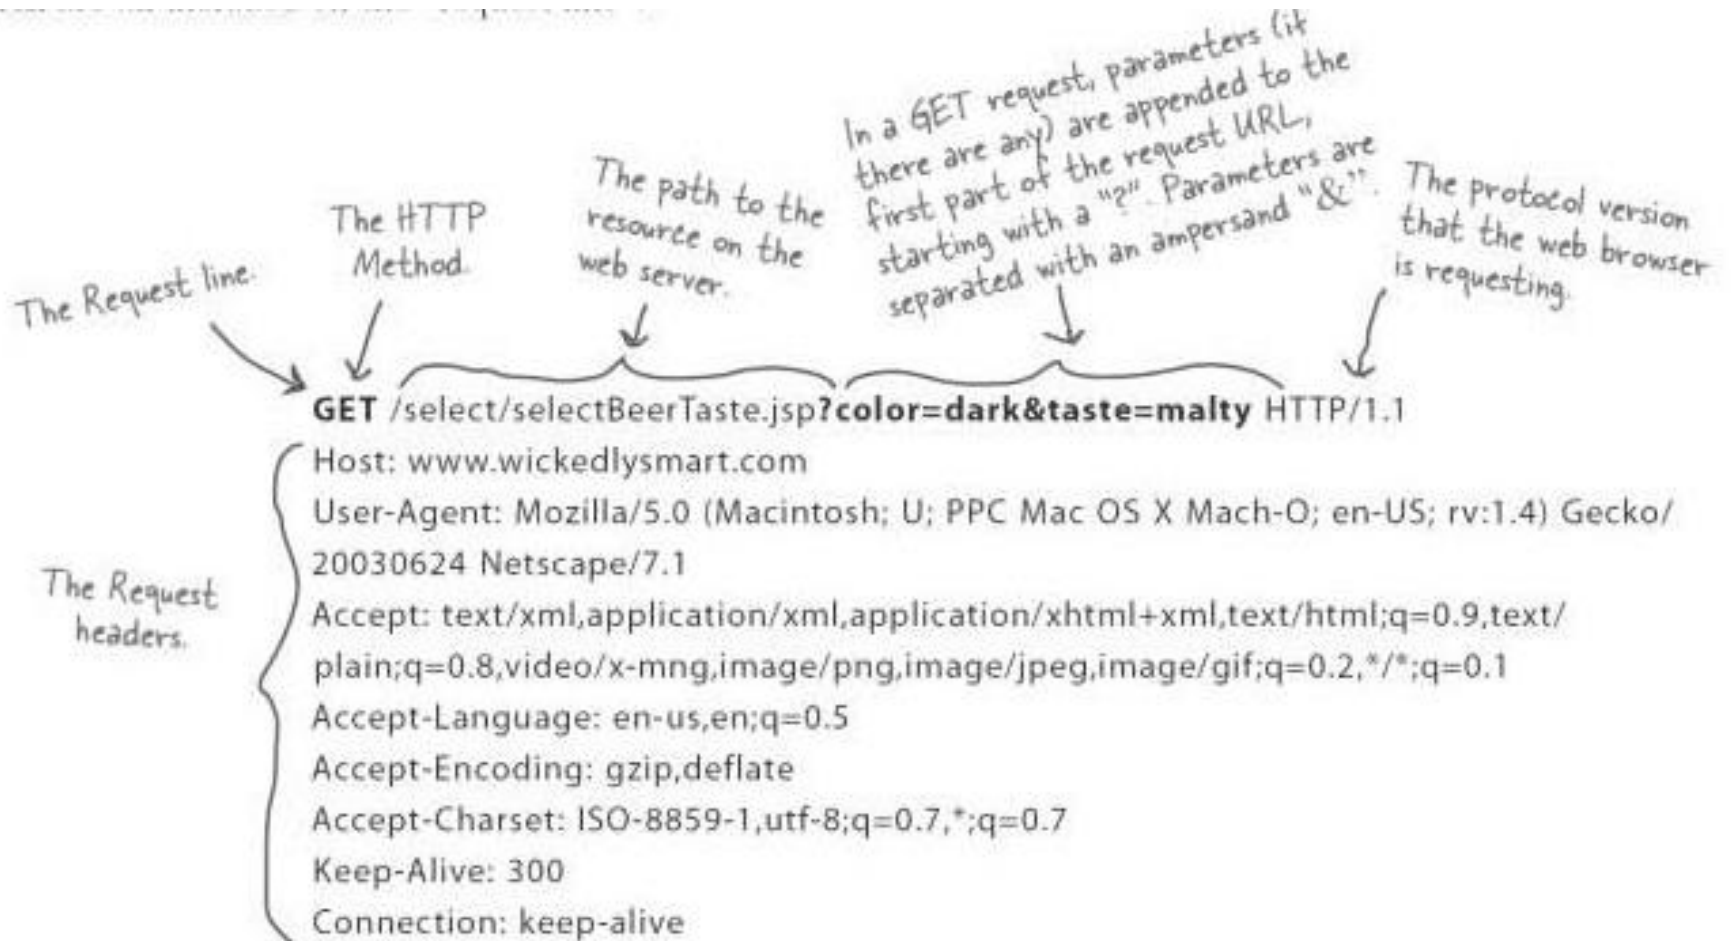 The Request line.
The HTTP
Method.
The path to the
resource on the
web server.
In a GET request, parameters (if
there are any) are appended to the
first part of the request URL,
starting with a "?". Parameters are
separated with an ampersand "&".
The protocol version
that the web browser
is requesting.
GET /select/selectBeerTaste.jsp?color=dark&taste=malty HTTP/1.1
The Request
headers.
Host: www.wickedlysmart.com
User-Agent: Mozilla/5.0 (Macintosh; U; PPC Mac OS X Mach-O; en-US; rv:1.4) Gecko/
20030624 Netscape/7.1
Accept: text/xml,application/xml,application/xhtml+xml,text/html;q=0.9,text/
plain;q=0.8,video/x-mng,image/png,image/jpeg,image/gif;q=0.2,*/*;q=0.1
Accept-Language: en-us,en;q=0.5
Accept-Encoding: gzip,deflate
Accept-Charset: ISO-8859-1,utf-8;q=0.7,*;q=0.7
Keep-Alive: 300
Connection: keep-alive